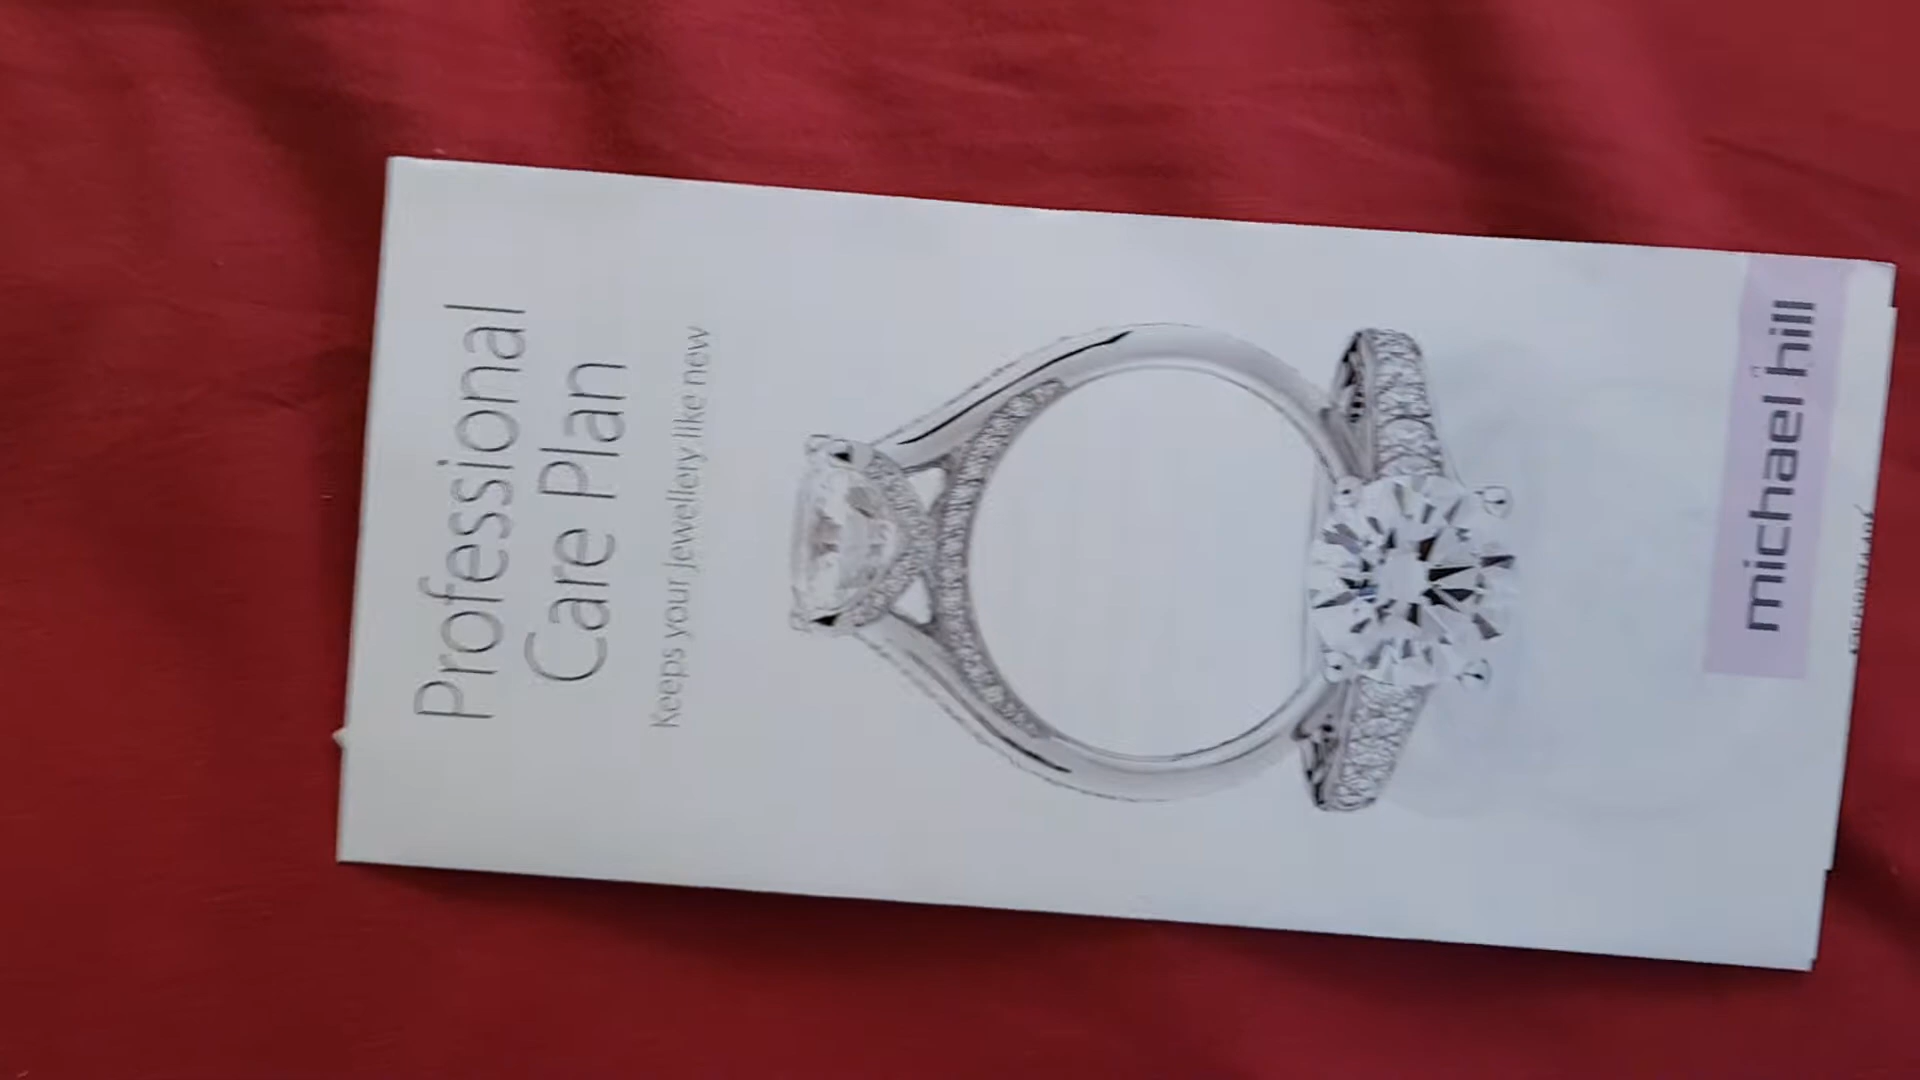 Professional
Care Plan
Keeps your jewellery like new
michael hill